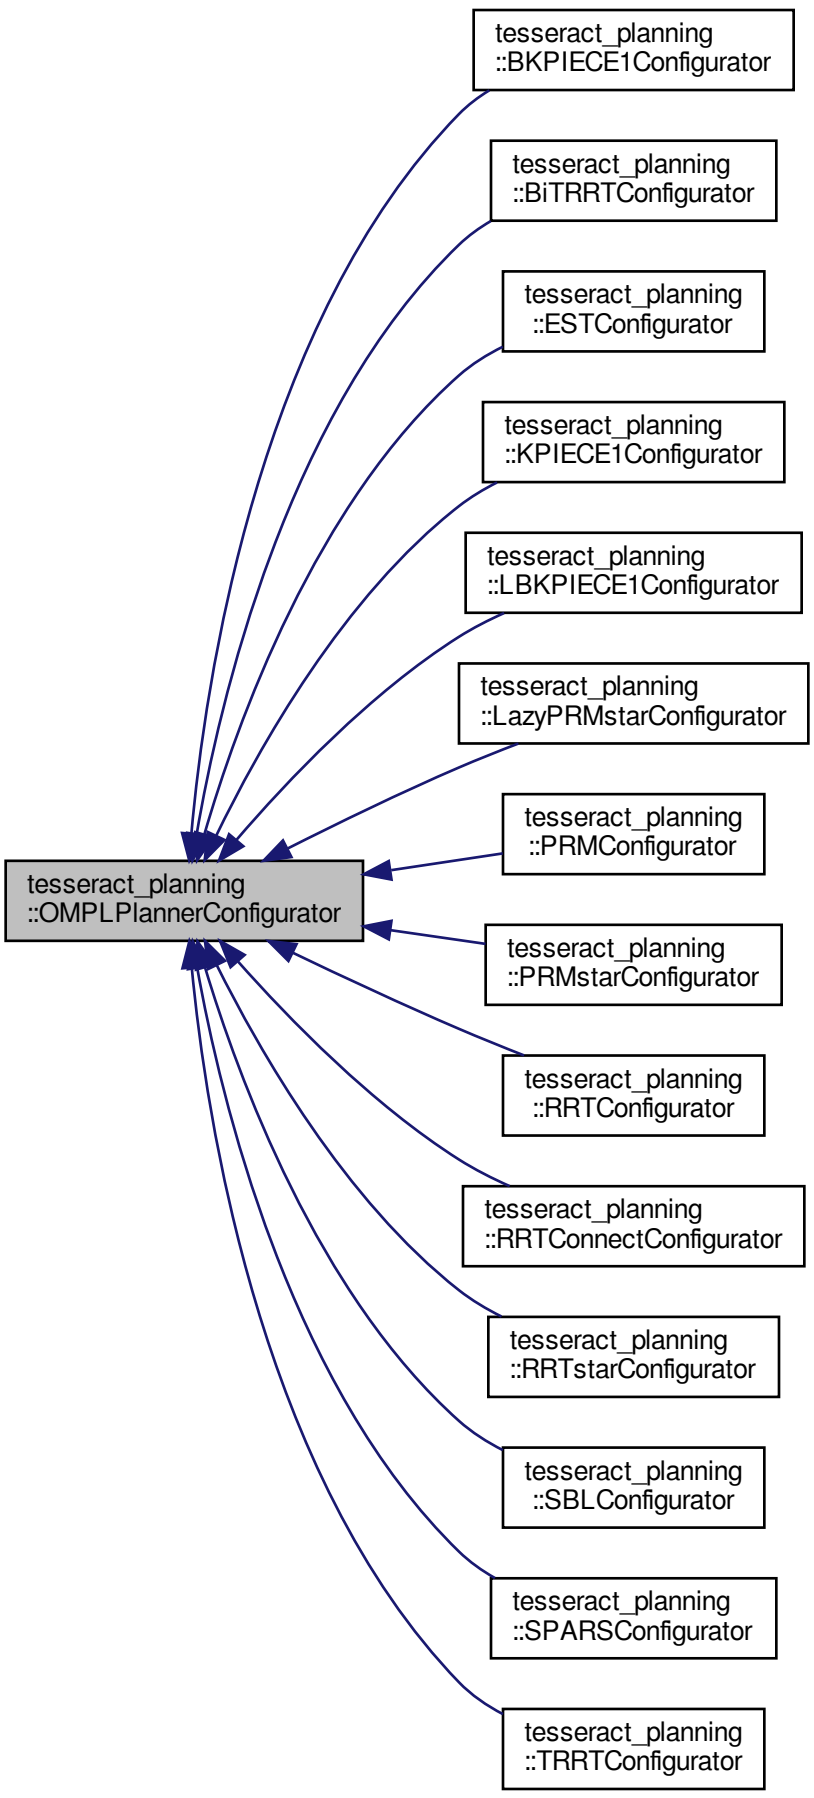 tesseract_planning
::BKPIECE1Configurator
tesseract_planning
::BiTRRTConfigurator
tesseract_planning
::ESTConfigurator
tesseract_planning
::KPIECE1Configurator
tesseract_planning
::LBKPIECE1Configurator
tesseract_planning
::LazyPRMstarConfigurator
tesseract_planning
::PRMConfigurator
tesseract_planning
::OMPLPlannerConfigurator
tesseract_planning
::PRMstarConfigurator
tesseract_planning
::RRTConfigurator
tesseract_planning
::RRTConnectConfigurator
tesseract_planning
::RRTstarConfigurator
tesseract_planning
::SBLConfigurator
tesseract_planning
::SPARSConfigurator
tesseract_planning
::TRRTConfigurator